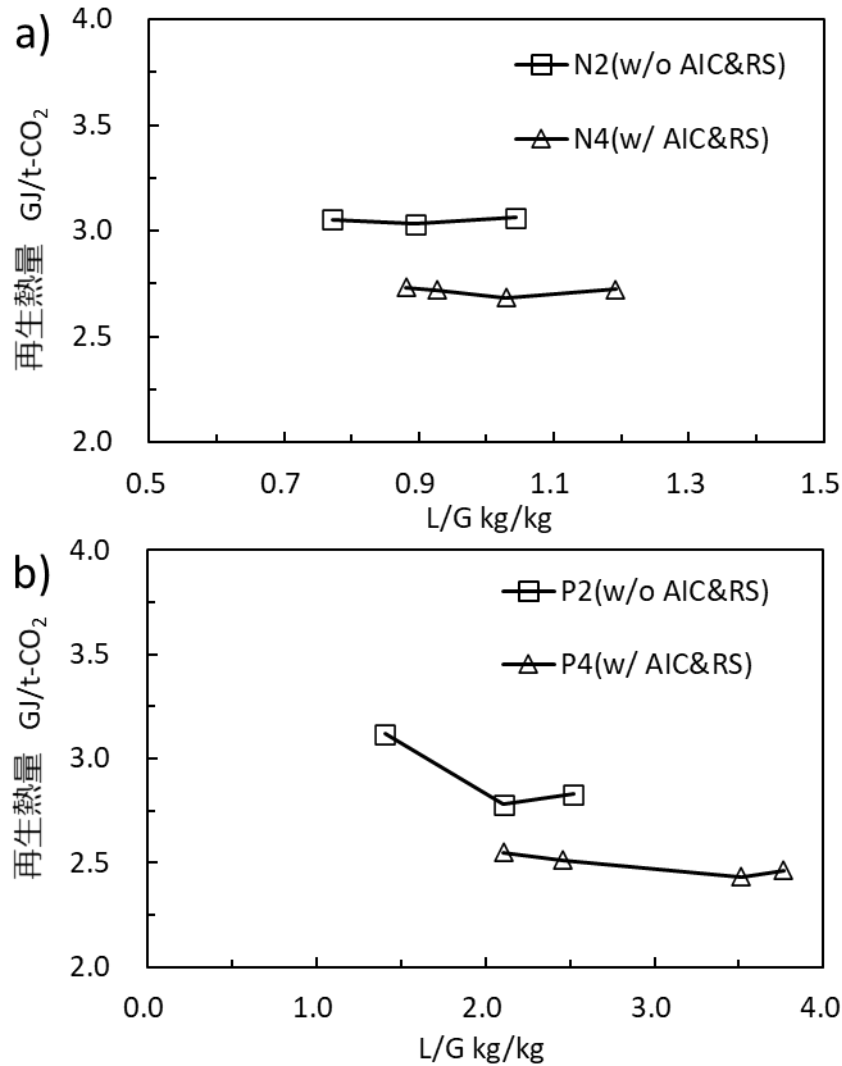 a)
4.0
3.5
3.0
2.5
2.0
再生熱量 GJ/t-CO₂
N2(w/o AIC&RS)
N4(w/ AIC&RS)
0.5 0.7 0.9 1.1 1.3 1.5
L/G kg/kg
b)
4.0
3.5
3.0
2.5
2.0
再生熱量 GJ/t-CO₂
P2(w/o AIC&RS)
P4(w/ AIC&RS)
0.0 1.0 2.0 3.0 4.0
L/G kg/kg